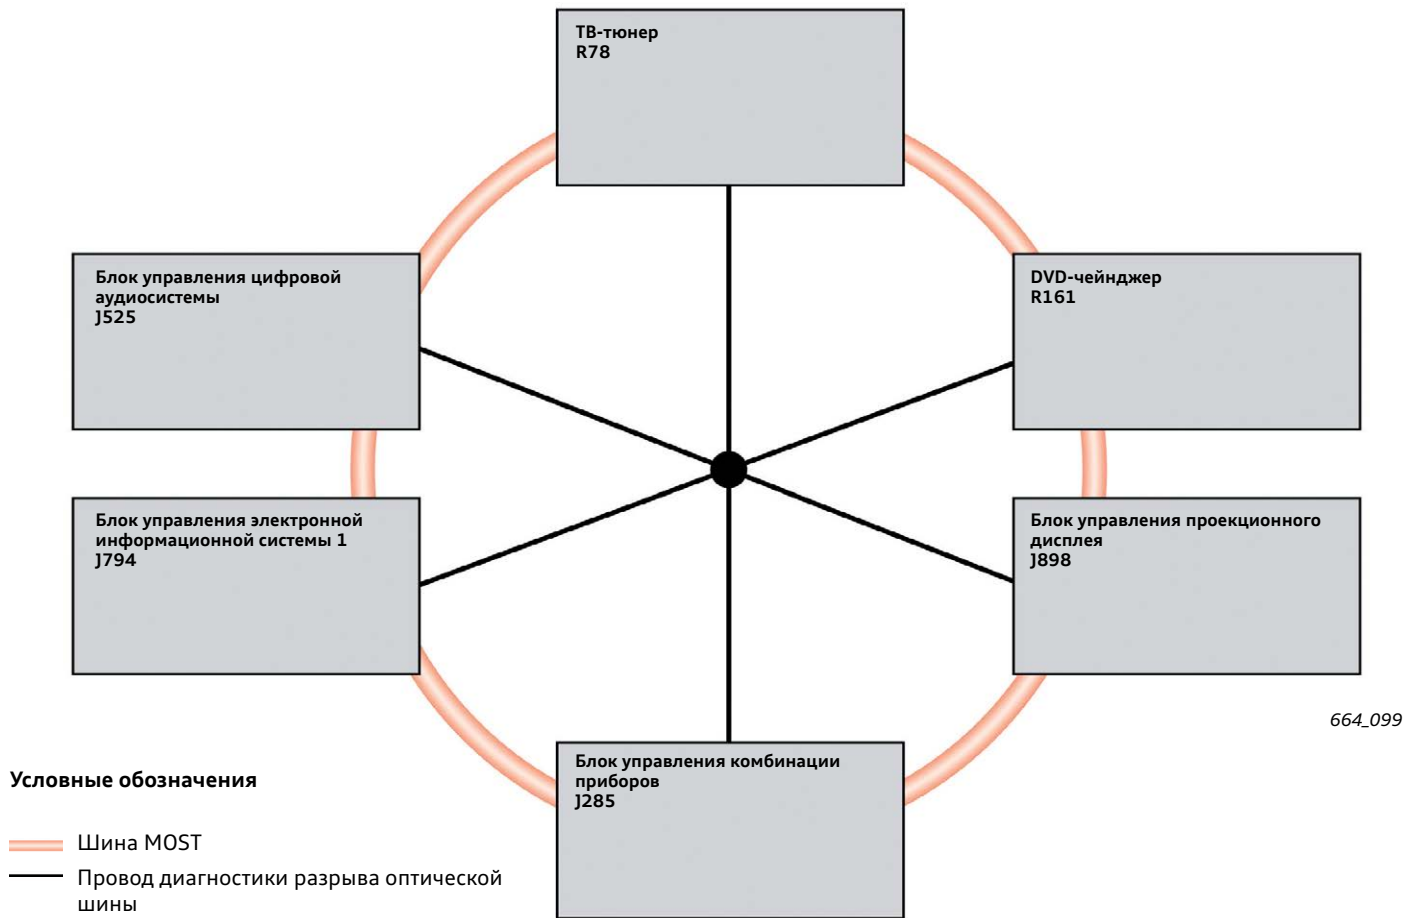 ТВ-тюнер
R78
Блок управления цифровой
аудиосистемы
J525
DVD-чейнджер
R161
Блок управления электронной
информационной системы 1
J794
Блок управления проекционного
дисплея
J898
664_099
Блок управления комбинации
приборов
J285
Условные обозначения
Шина MOST
Провод диагностики разрыва оптической
шины